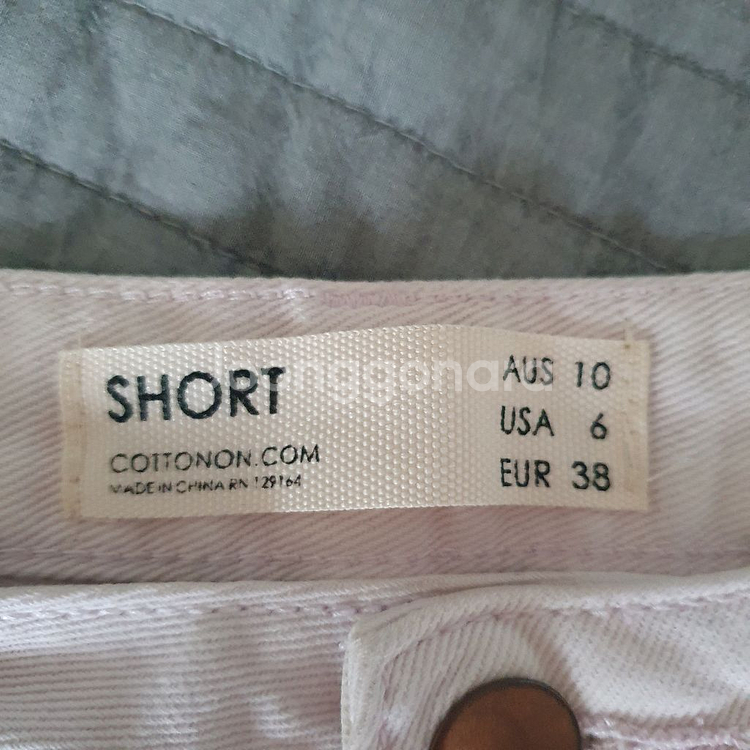 SHORT
COTTONON.COM
MADE IN CHINA RN 129164
AUS 10
USA 6
EUR 38